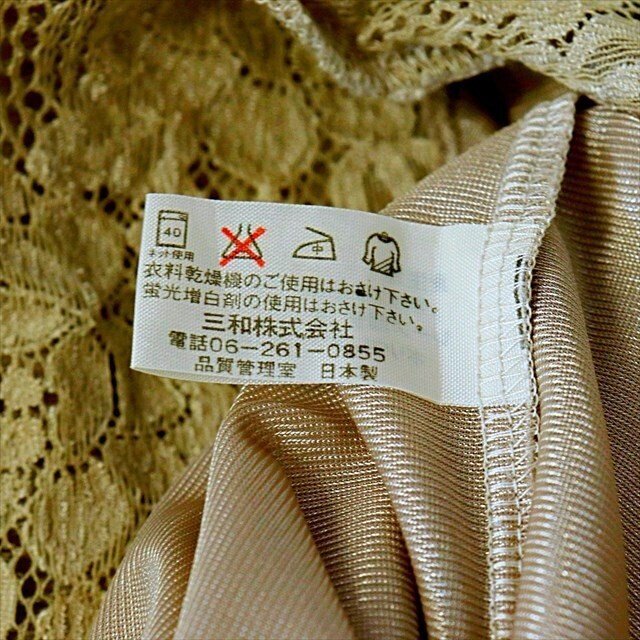 40
中
ネット使用
衣料乾燥機のご使用はおさけ下さい。
蛍光増白剤の使用はおさけ下さい。
三和株式会社
電話06-261-0855
品質管理室 日本製